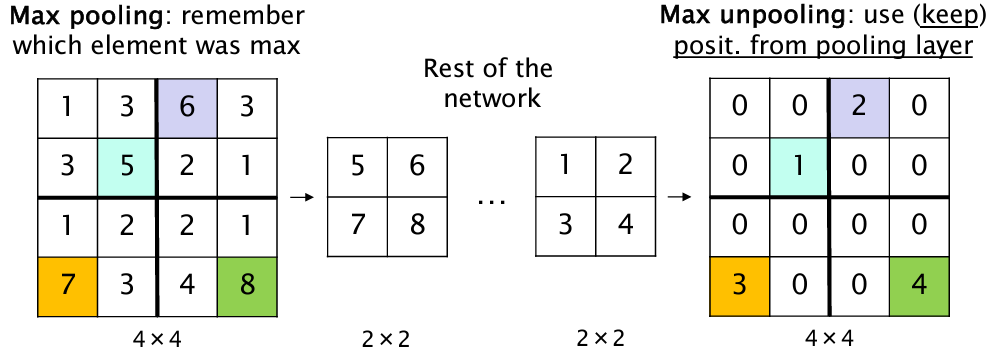 Max pooling: remember
which element was max
Max unpooling: use (keep)
posit. from pooling layer
Rest of the
network
1 3 6 3
3 5 2 1
1 2 2 1
7 3 4 8
4×4
5 6
7 8
2×2
...
1 2
3 4
2×2
0 0 2 0
0 1 0 0
0 0 0 0
3 0 0 4
4×4